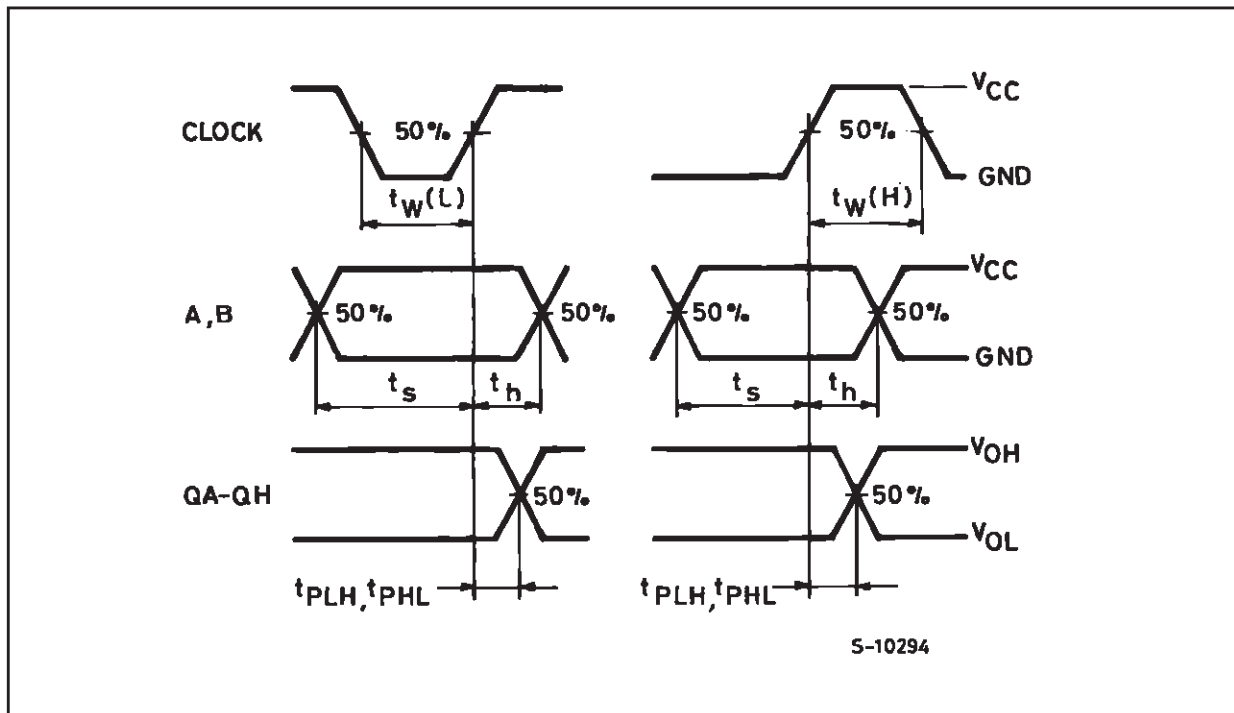 VCC VCC
CLOCK 50% 50%
GND
tW(L) tW(H)
VCC
A,B 50% 50% 50% 50%
GND
ts th ts th
VOH
QA-QH 50% 50%
VOL
tPLH,tPHL tPLH,tPHL
S-10294